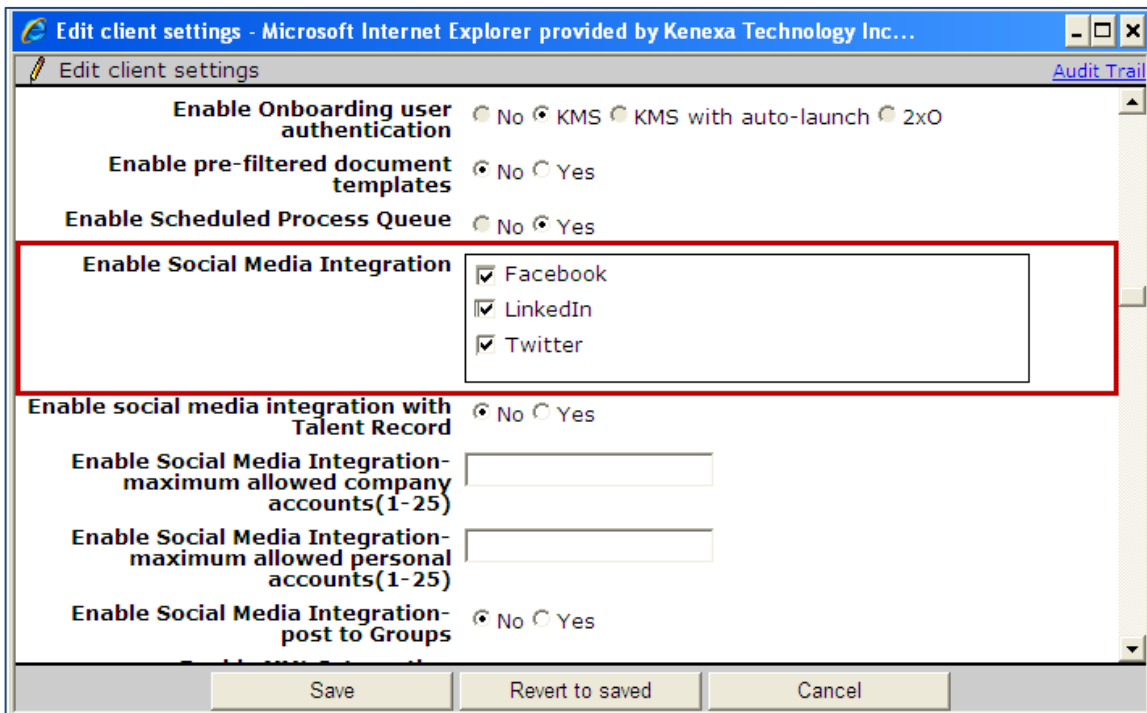 Edit client settings - Microsoft Internet Explorer provided by Kenexa Technology Inc...
Edit client settings Audit Trail
Enable Onboarding user
authentication No KMS KMS with auto-launch 2xO
Enable pre-filtered document
templates No Yes
Enable Scheduled Process Queue No Yes
Enable Social Media Integration Facebook
LinkedIn
Twitter
Enable social media integration with
Talent Record No Yes
Enable Social Media Integration-
maximum allowed company
accounts(1-25)
Enable Social Media Integration-
maximum allowed personal
accounts(1-25)
Enable Social Media Integration-
post to Groups No Yes
Save Revert to saved Cancel